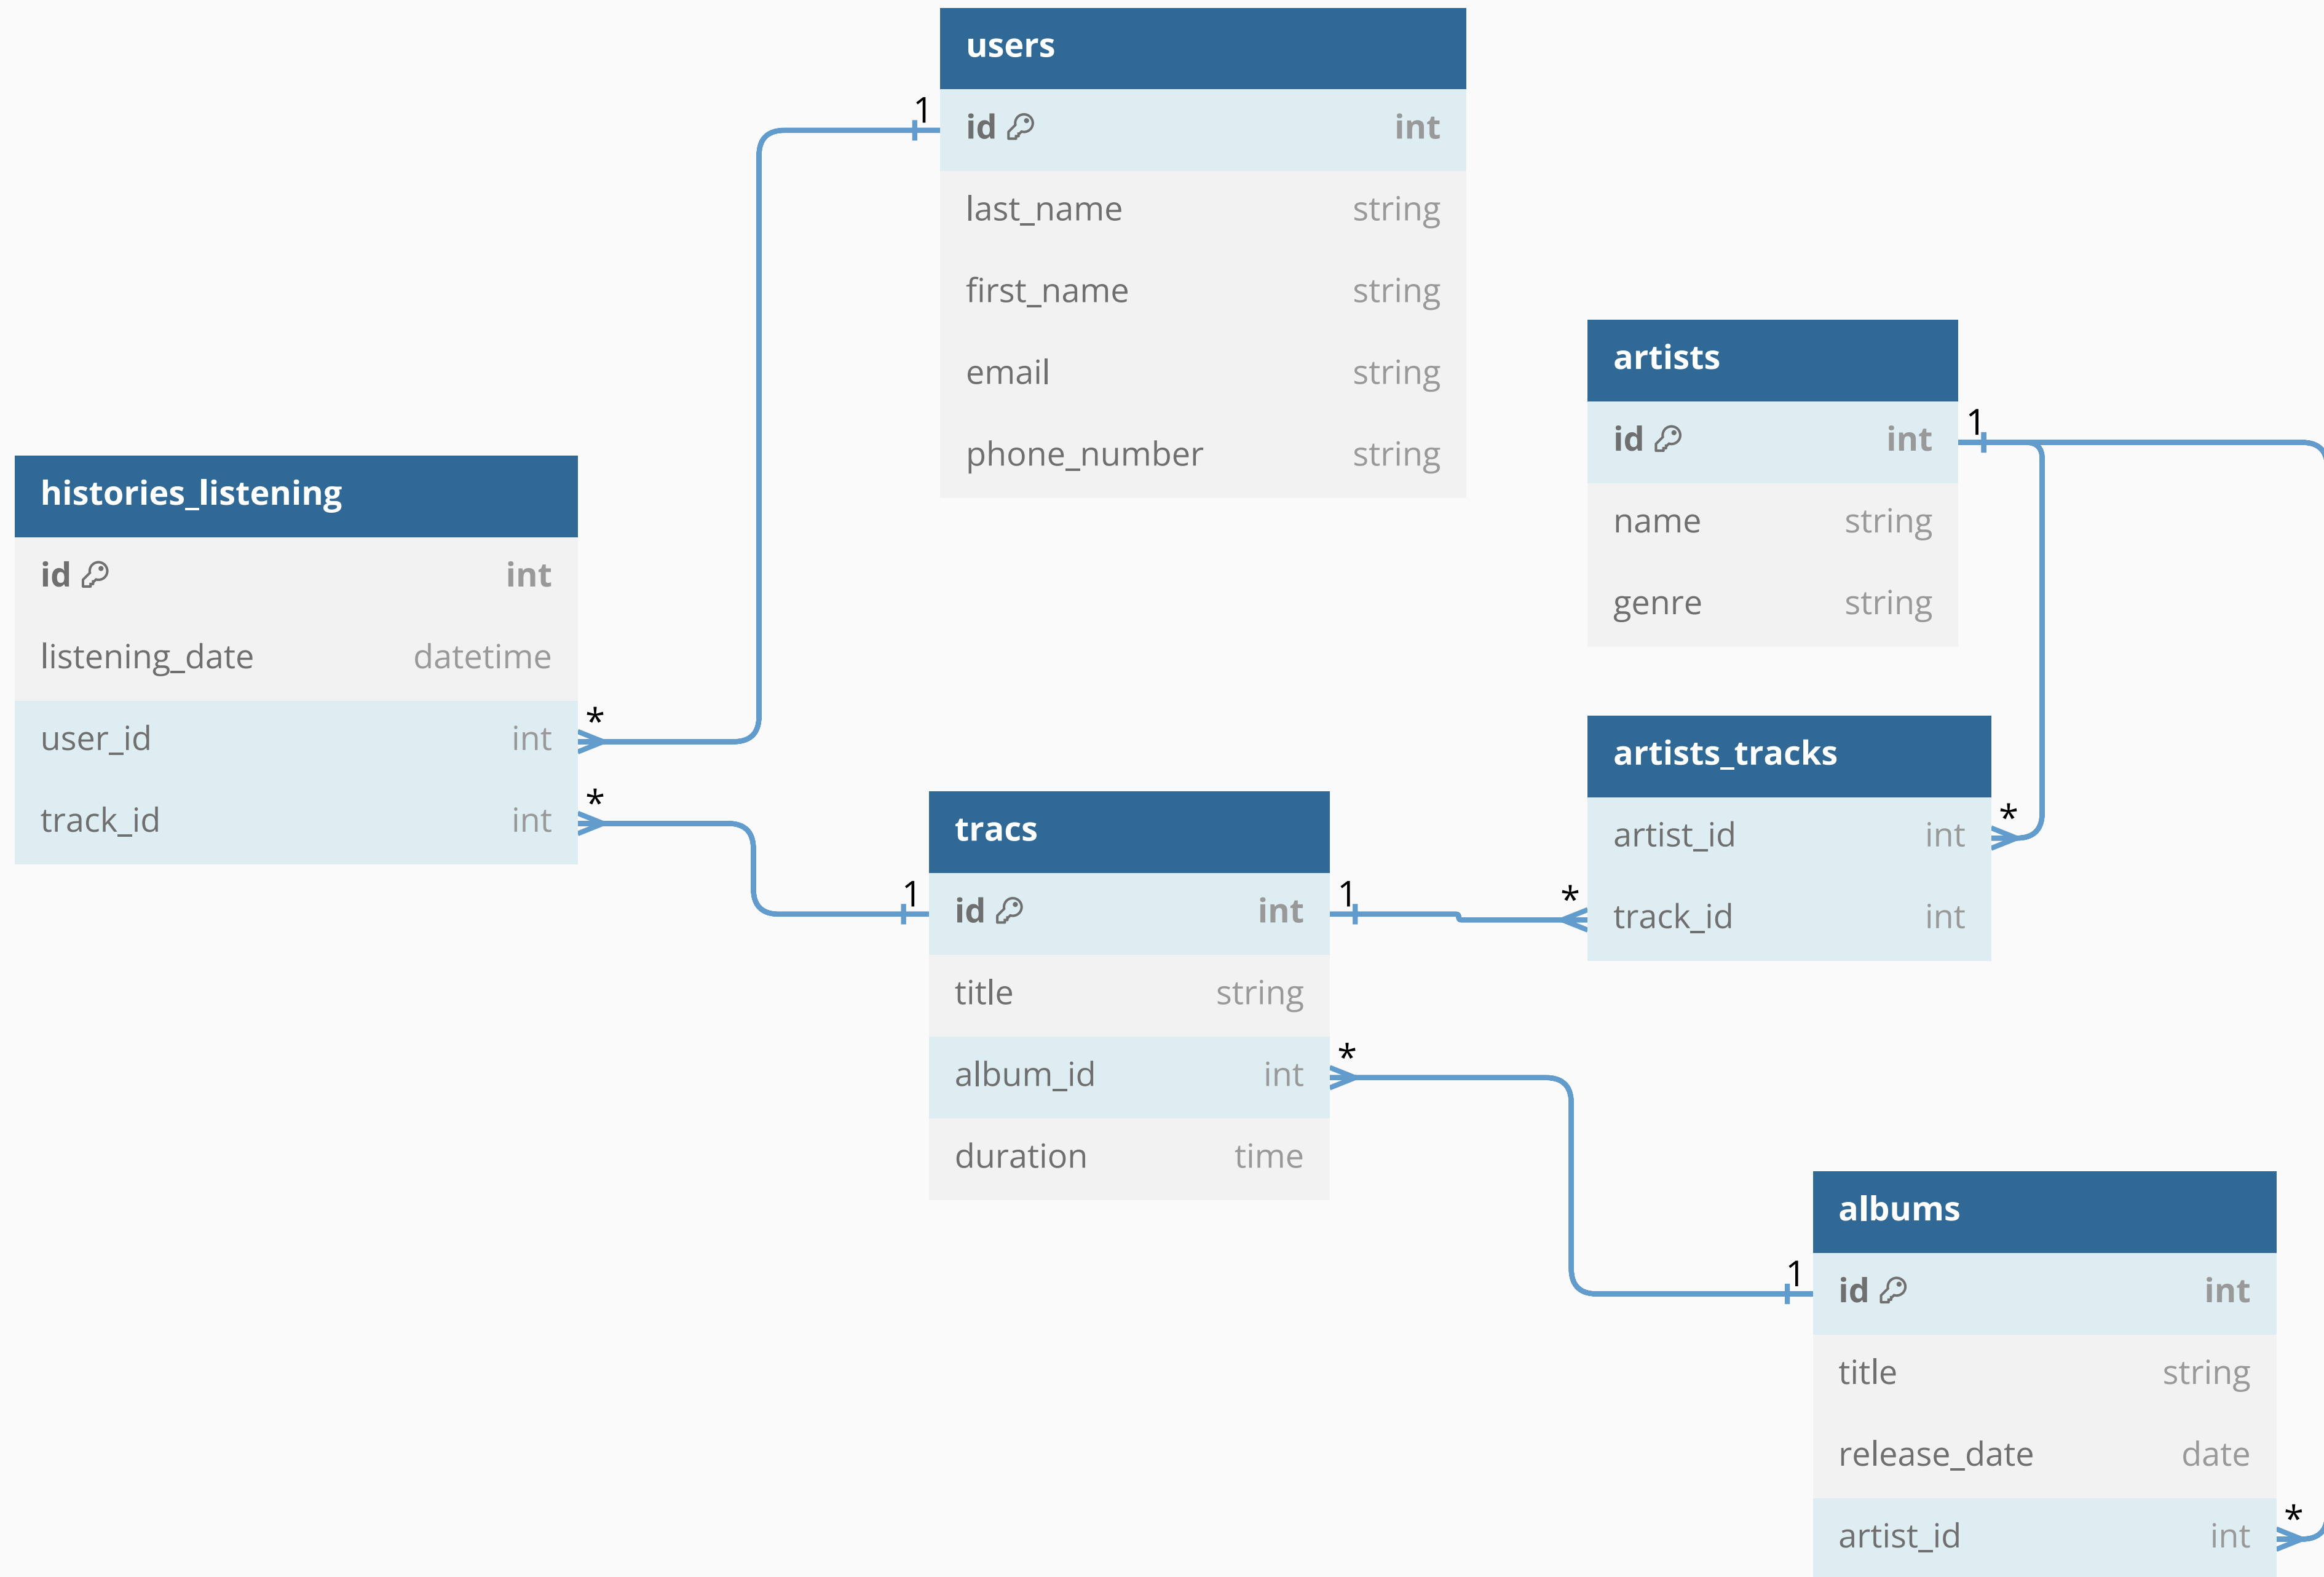 users
id int
last_name string
first_name string
email string
phone_number string
1
artists
id int
name string
genre string
1
histories_listening
id int
listening_date datetime
user_id int
track_id int
*
*
artists_tracks
artist_id int
track_id int
*
*
tracs
id int
title string
album_id int
duration time
1
1
*
albums
id int
title string
release_date date
artist_id int
1
*